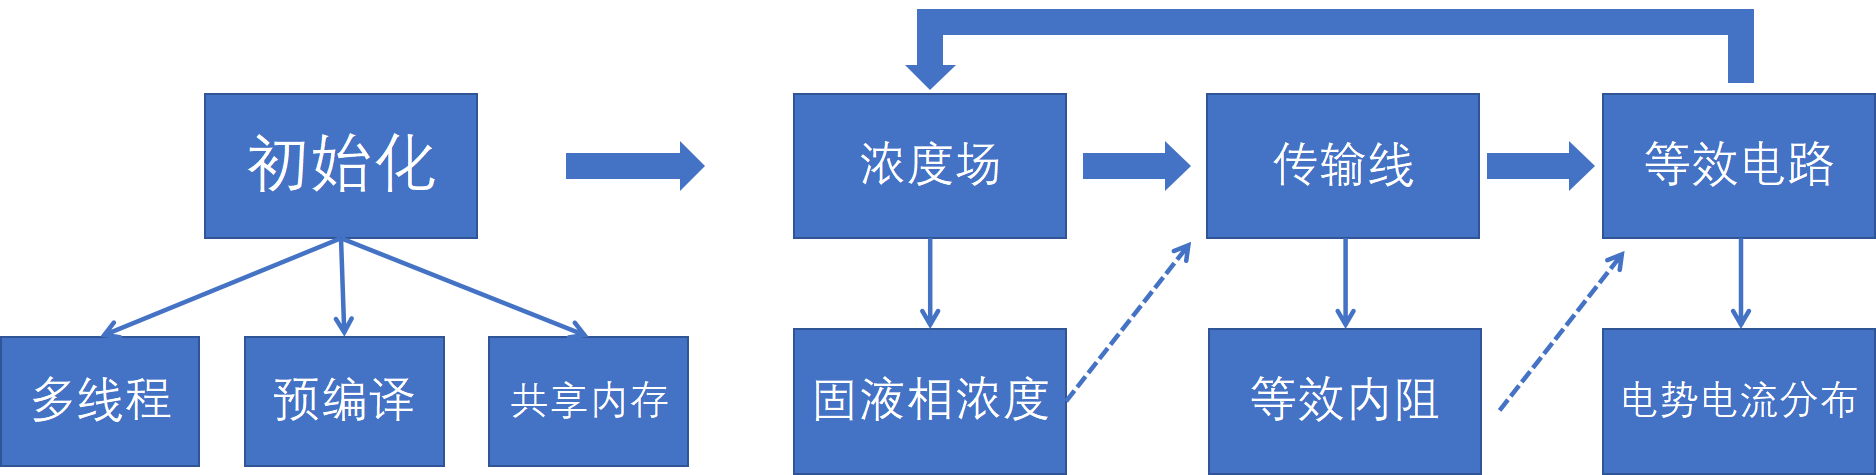 初始化
浓度场
传输线
等效电路
多线程
预编译
共享内存
固液相浓度
等效内阻
电势电流分布